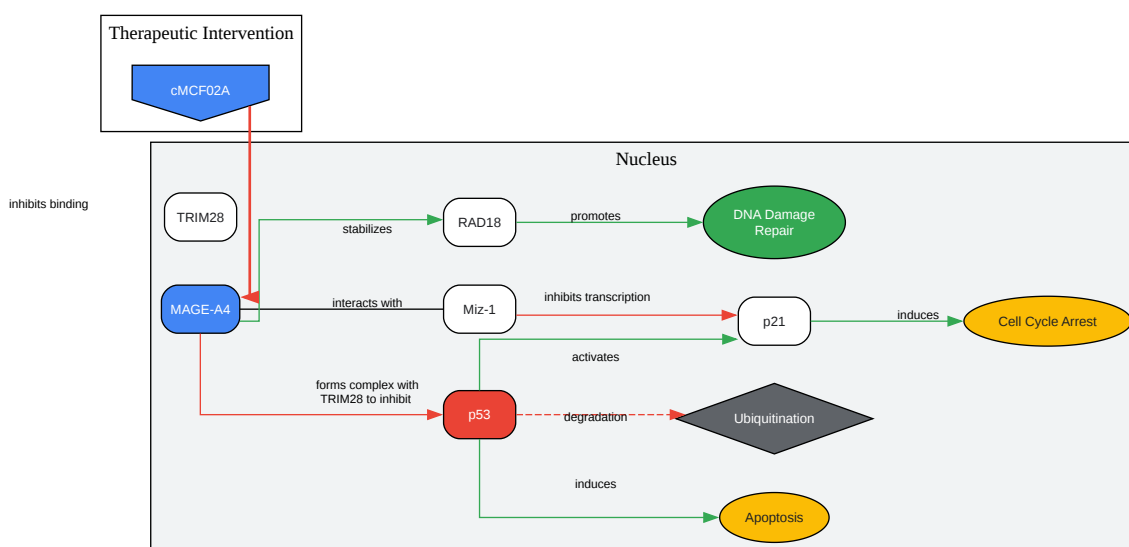 Therapeutic Intervention
cMCF02A
Nucleus
inhibits binding
TRIM28
stabilizes
RAD18
promotes
DNA Damage
Repair
MAGE-A4
interacts with
Miz-1
inhibits transcription
p21
induces
Cell Cycle Arrest
activates
forms complex with
TRIM28 to inhibit
p53
degradation
Ubiquitination
induces
Apoptosis